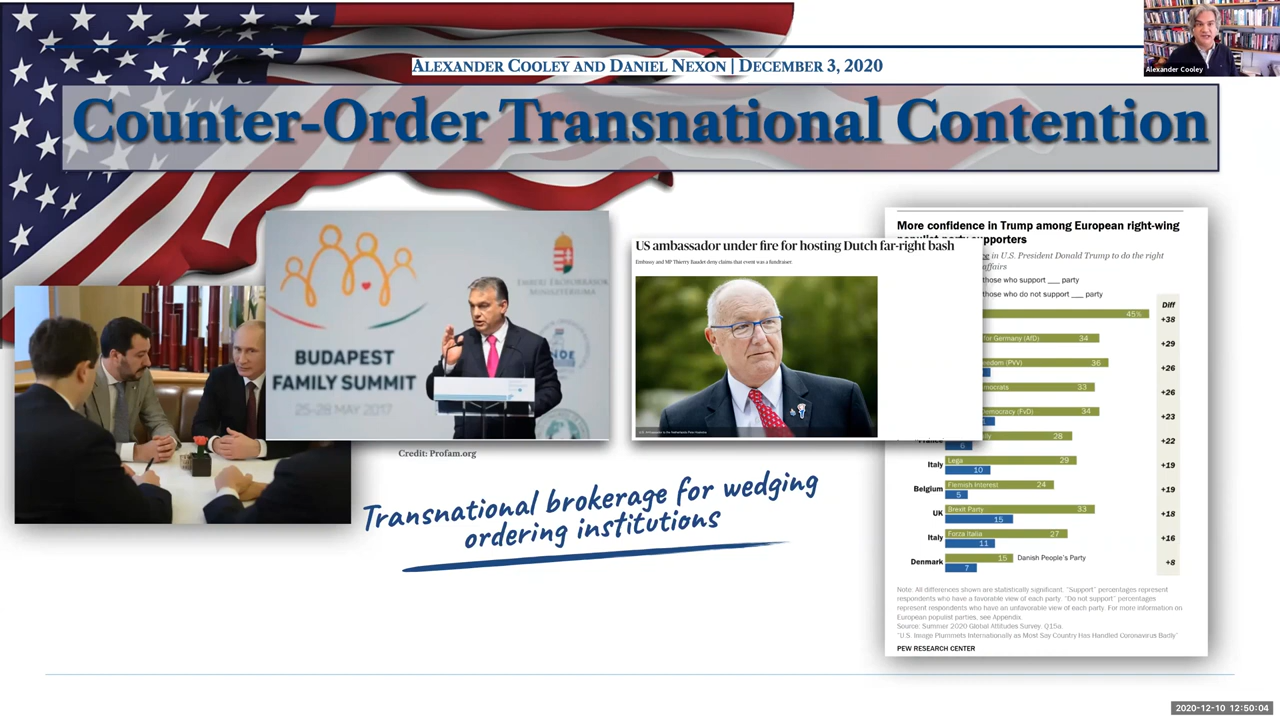 ALEXANDER COOLEY AND DANIEL NEXON | DECEMBER 3, 2020
Alexander Cooley
Counter-Order Transnational Contention
BUDAPEST
FAMILY SUMMIT
25-28 MAY 2017
Credit: Profam.org
US ambassador under fire for hosting Dutch far-right bash
Embassy and MP Thierry Baudet deny claims that event was a fundraiser.
Transnational brokerage for wedging
ordering institutions
More confidence in Trump among European right-wing
supporters
in U.S. President Donald Trump to do the right
affairs
those who support ___ party
those who do not support ___ party
Diff
45% +38
for Germany (AfD) 34 +29
(PVV) 36 +26
33 +26
(FvD) 34 +23
France 28 +22
6
Italy Lega 29 +19
10
Belgium Flemish Interest 24 +19
5
UK Brexit Party 33 +18
15
Italy Forza Italia 27 +16
11
Denmark 15 Danish People's Party +8
7
Note: All differences shown are statistically significant. "Support" percentages represent
respondents who have a favorable view of each party. "Do not support" percentages
represent respondents who have an unfavorable view of each party. For more information on
European populist parties, see Appendix.
Source: Summer 2020 Global Attitudes Survey. Q15a.
"U.S. Image Plummets Internationally as Most Say Country Has Handled Coronavirus Badly"
PEW RESEARCH CENTER
2020-12-10 12:50:04